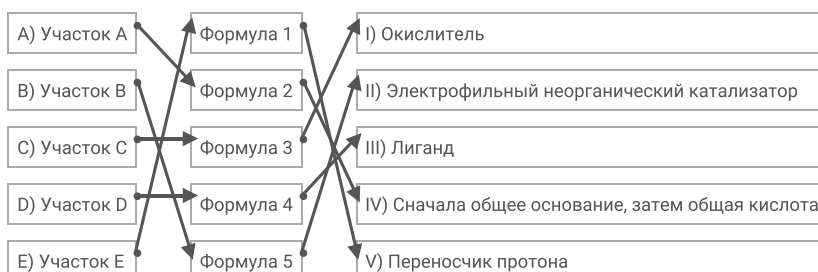 A) Участок A Формула 1 I) Окислитель
B) Участок B Формула 2 II) Электрофильный неорганический катализатор
C) Участок C Формула 3 III) Лиганд
D) Участок D Формула 4 IV) Сначала общее основание, затем общая кислота
E) Участок E Формула 5 V) Переносчик протона